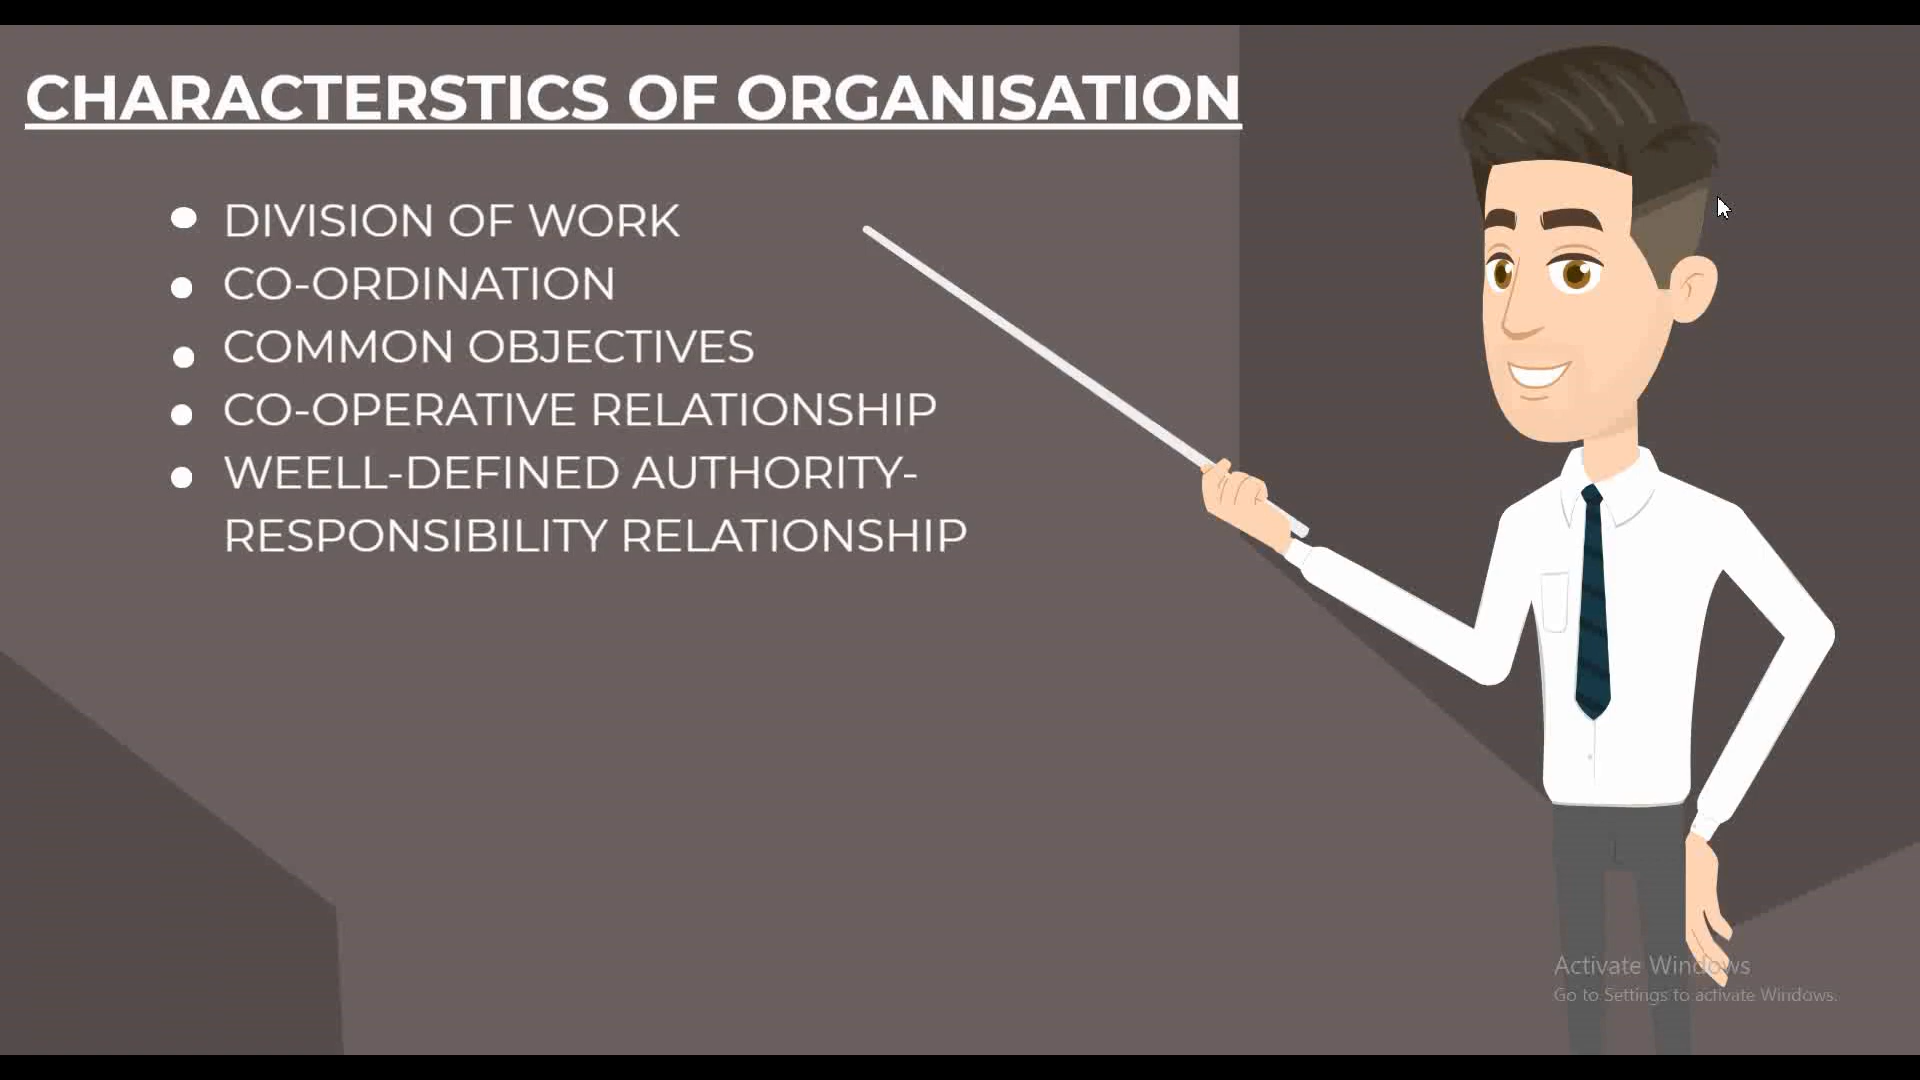 CHARACTERSTICS OF ORGANISATION
DIVISION OF WORK
CO-ORDINATION
COMMON OBJECTIVES
CO-OPERATIVE RELATIONSHIP
WEELL-DEFINED AUTHORITY-
RESPONSIBILITY RELATIONSHIP
Activate Windows
Go to Settings to activate Windows.